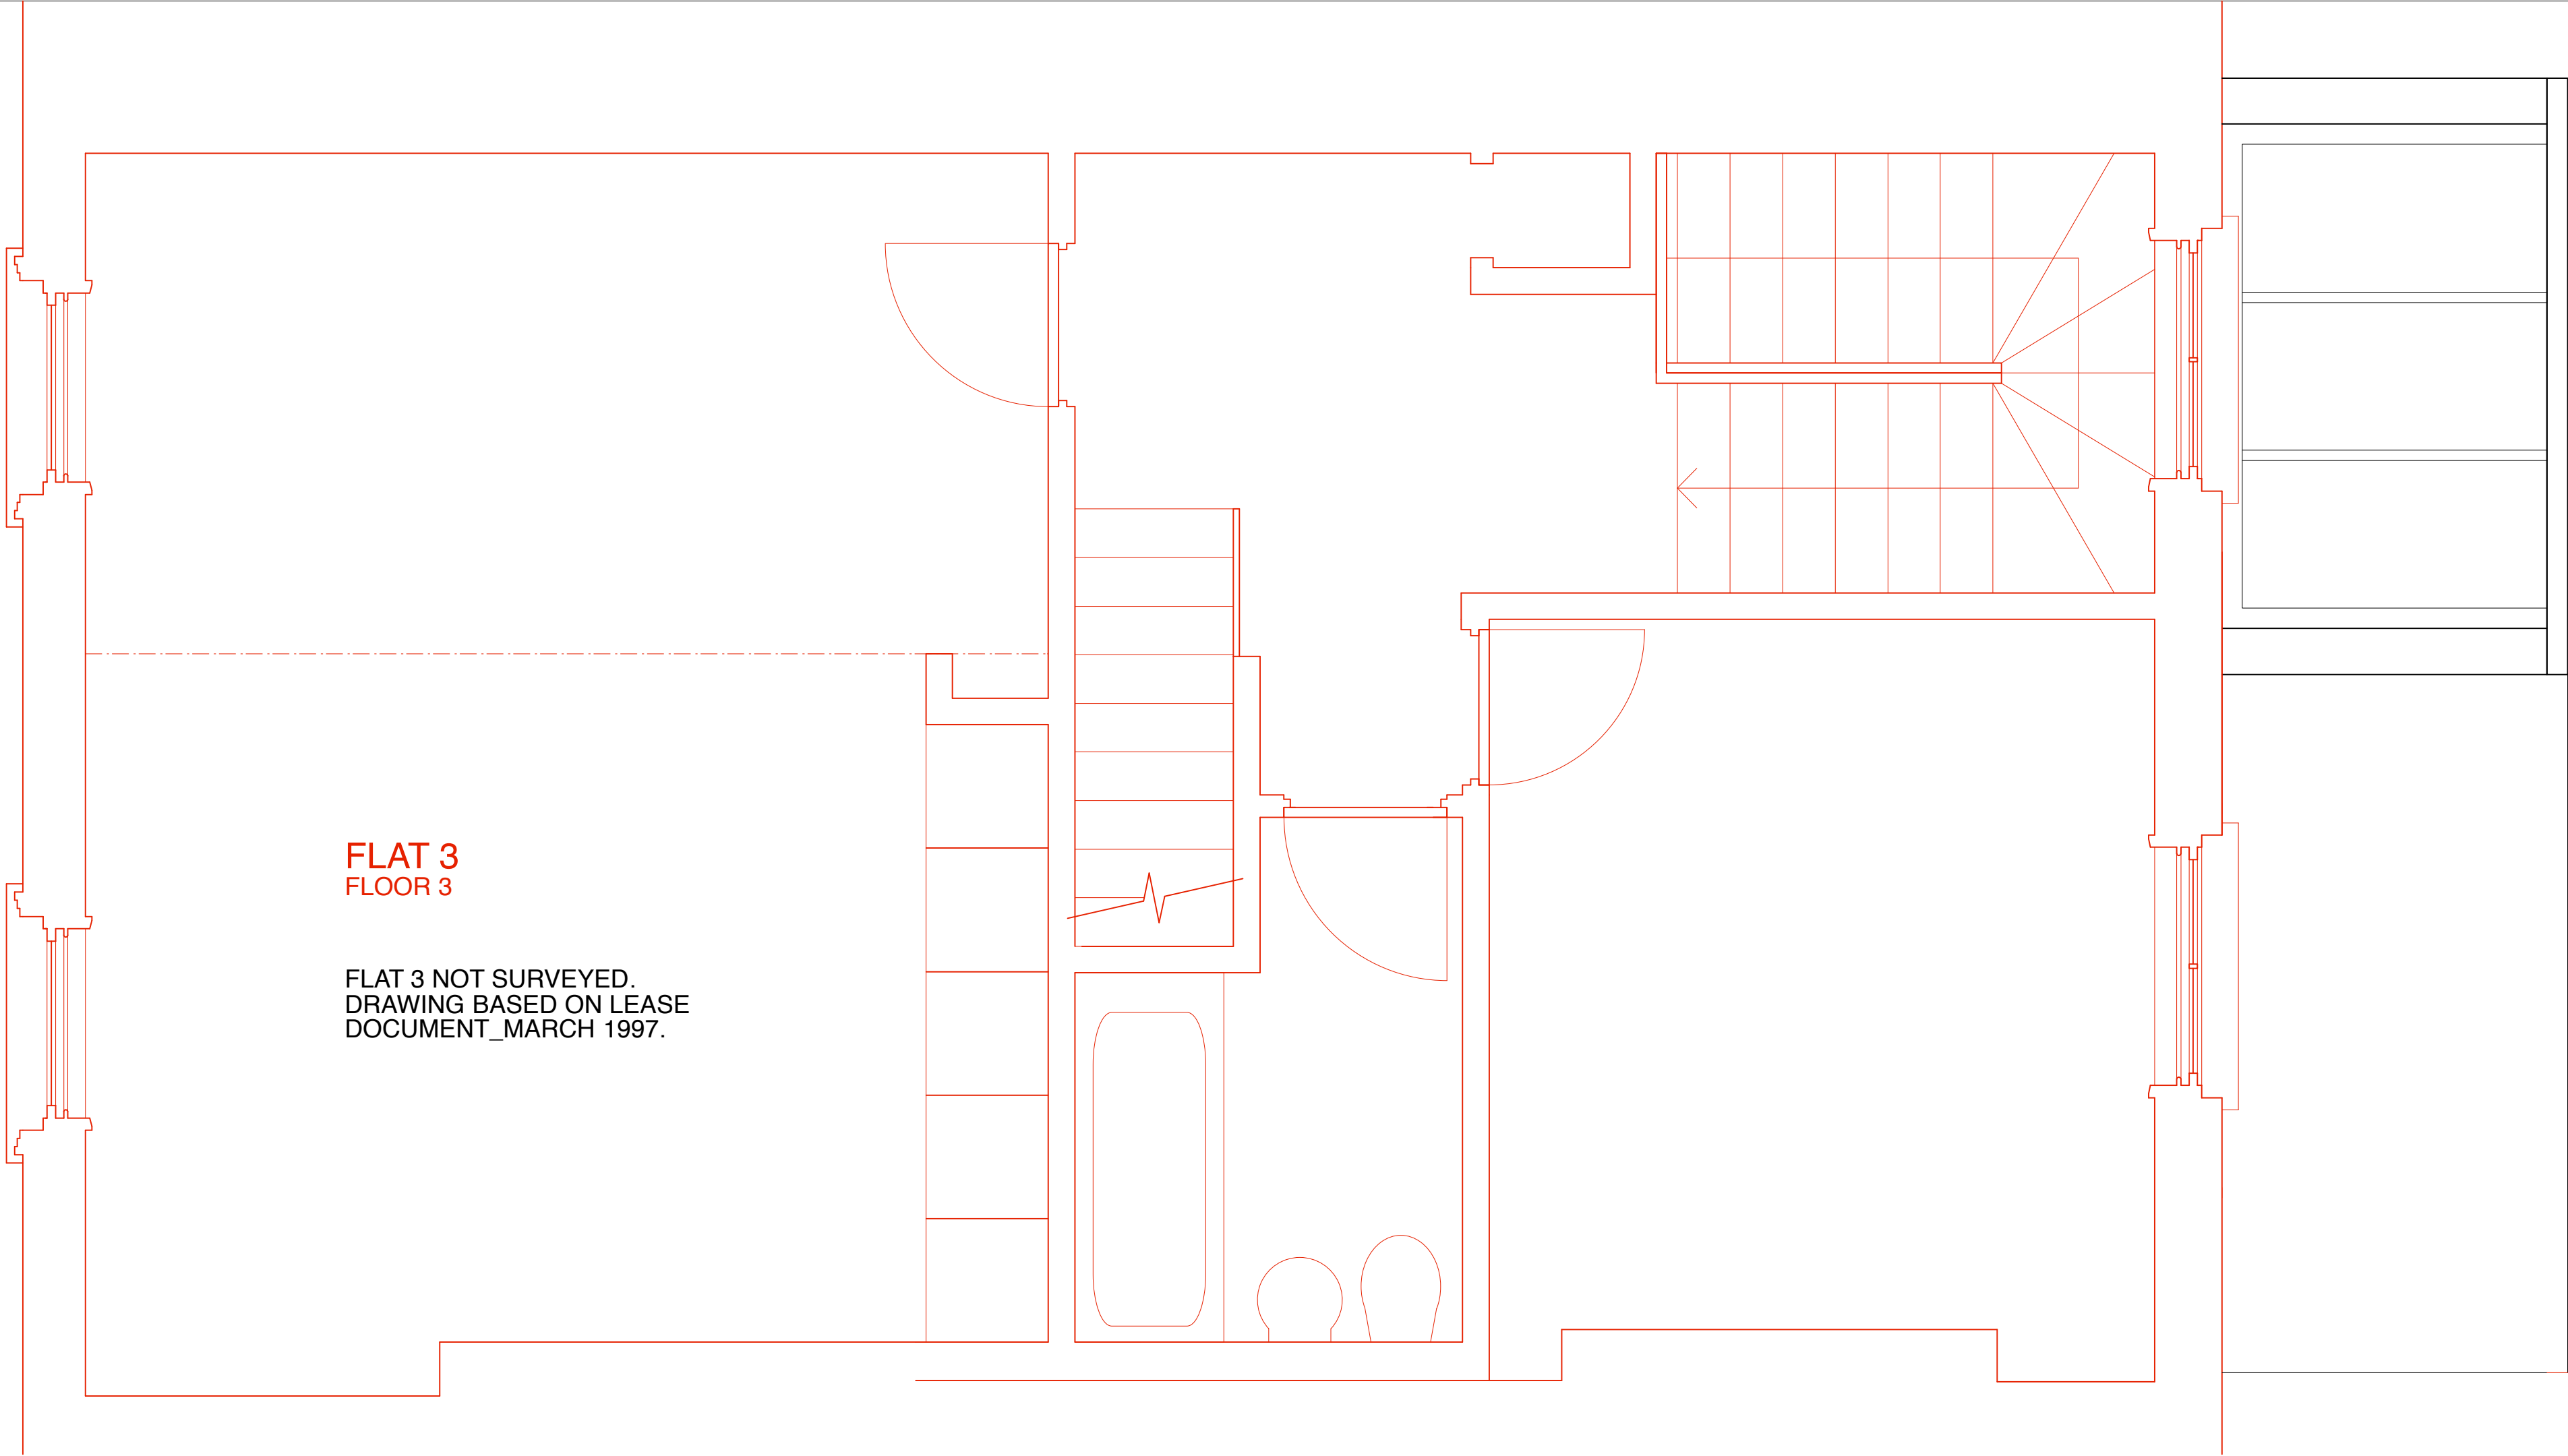 FLAT 3
FLOOR 3
FLAT 3 NOT SURVEYED.
DRAWING BASED ON LEASE
DOCUMENT_MARCH 1997.